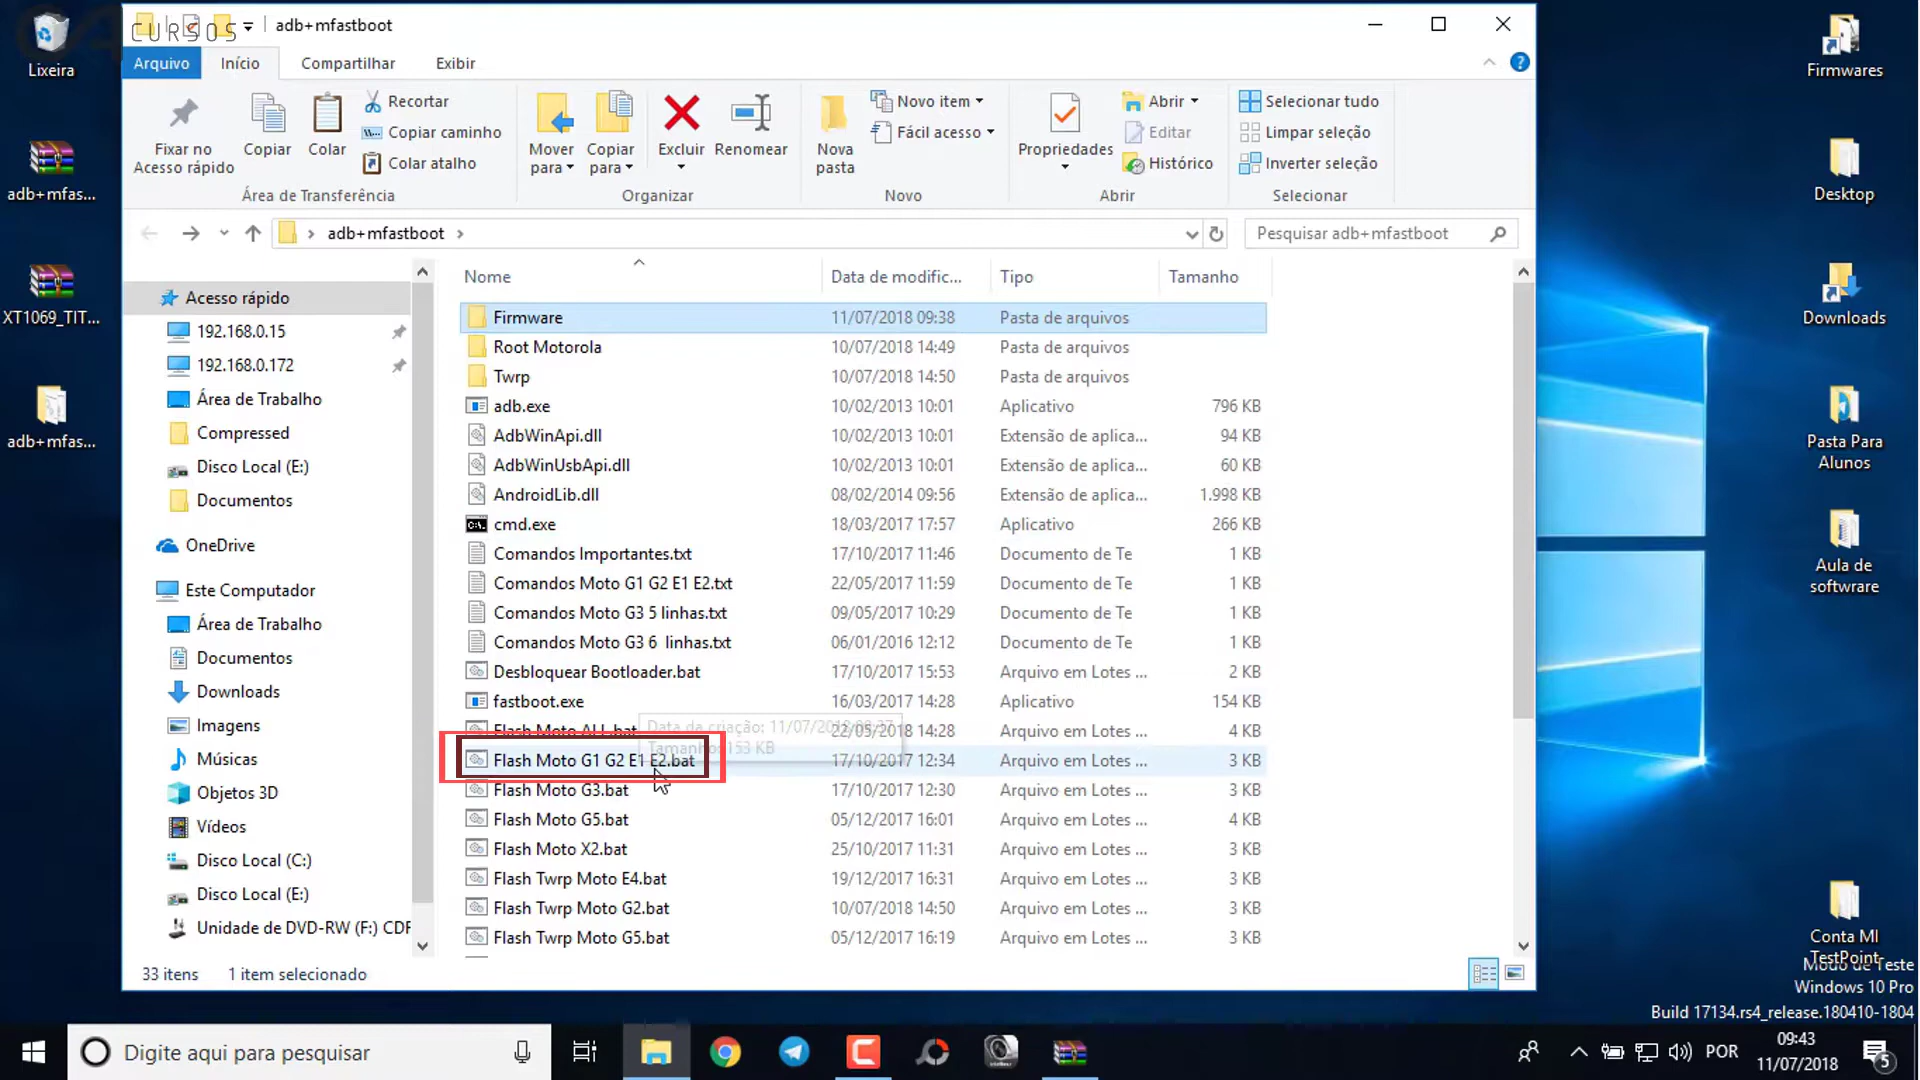 Lixeira
adb+mfas...
XT1069_TIT...
adb+mfas...
cursos
adb+mfastboot
Arquivo
Início
Compartilhar
Exibir
Fixar no
Acesso rápido
Copiar
Colar
Recortar
Copiar caminho
Colar atalho
Área de Transferência
Mover
para
Copiar
para
Excluir
Renomear
Organizar
Nova
pasta
Novo item
Fácil acesso
Novo
Propriedades
Abrir
Editar
Histórico
Abrir
Selecionar tudo
Limpar seleção
Inverter seleção
Selecionar
adb+mfastboot
Pesquisar adb+mfastboot
Acesso rápido
192.168.0.15
192.168.0.172
Área de Trabalho
Compressed
Disco Local (E:)
Documentos
OneDrive
Este Computador
Área de Trabalho
Documentos
Downloads
Imagens
Músicas
Objetos 3D
Vídeos
Disco Local (C:)
Disco Local (E:)
Unidade de DVD-RW (F:) CDF
Nome Data de modific... Tipo Tamanho
Firmware 11/07/2018 09:38 Pasta de arquivos
Root Motorola 10/07/2018 14:49 Pasta de arquivos
Twrp 10/07/2018 14:50 Pasta de arquivos
adb.exe 10/02/2013 10:01 Aplicativo 796 KB
AdbWinApi.dll 10/02/2013 10:01 Extensão de aplica... 94 KB
AdbWinUsbApi.dll 10/02/2013 10:01 Extensão de aplica... 60 KB
AndroidLib.dll 08/02/2014 09:56 Extensão de aplica... 1.998 KB
cmd.exe 18/03/2017 17:57 Aplicativo 266 KB
Comandos Importantes.txt 17/10/2017 11:46 Documento de Te 1 KB
Comandos Moto G1 G2 E1 E2.txt 22/05/2017 11:59 Documento de Te 1 KB
Comandos Moto G3 5 linhas.txt 09/05/2017 10:29 Documento de Te 1 KB
Comandos Moto G3 6 linhas.txt 06/01/2016 12:12 Documento de Te 1 KB
Desbloquear Bootloader.bat 17/10/2017 15:53 Arquivo em Lotes ... 2 KB
fastboot.exe 16/03/2017 14:28 Aplicativo 154 KB
Flash Moto ALL.bat 22/05/2018 14:28 Arquivo em Lotes ... 4 KB
Data da criação: 11/07/2018 09:37
Tamanho: 153 KB
Flash Moto G1 G2 E1 E2.bat 17/10/2017 12:34 Arquivo em Lotes ... 3 KB
Flash Moto G3.bat 17/10/2017 12:30 Arquivo em Lotes ... 3 KB
Flash Moto G5.bat 05/12/2017 16:01 Arquivo em Lotes ... 4 KB
Flash Moto X2.bat 25/10/2017 11:31 Arquivo em Lotes ... 3 KB
Flash Twrp Moto E4.bat 19/12/2017 16:31 Arquivo em Lotes ... 3 KB
Flash Twrp Moto G2.bat 10/07/2018 14:50 Arquivo em Lotes ... 3 KB
Flash Twrp Moto G5.bat 05/12/2017 16:19 Arquivo em Lotes ... 3 KB
33 itens 1 item selecionado
Firmwares
Desktop
Downloads
Pasta Para
Alunos
Aula de
software
Conta MI
TestPoint
Modo de Teste
Windows 10 Pro
Build 17134.rs4_release.180410-1804
Digite aqui para pesquisar
POR
09:43
11/07/2018
5